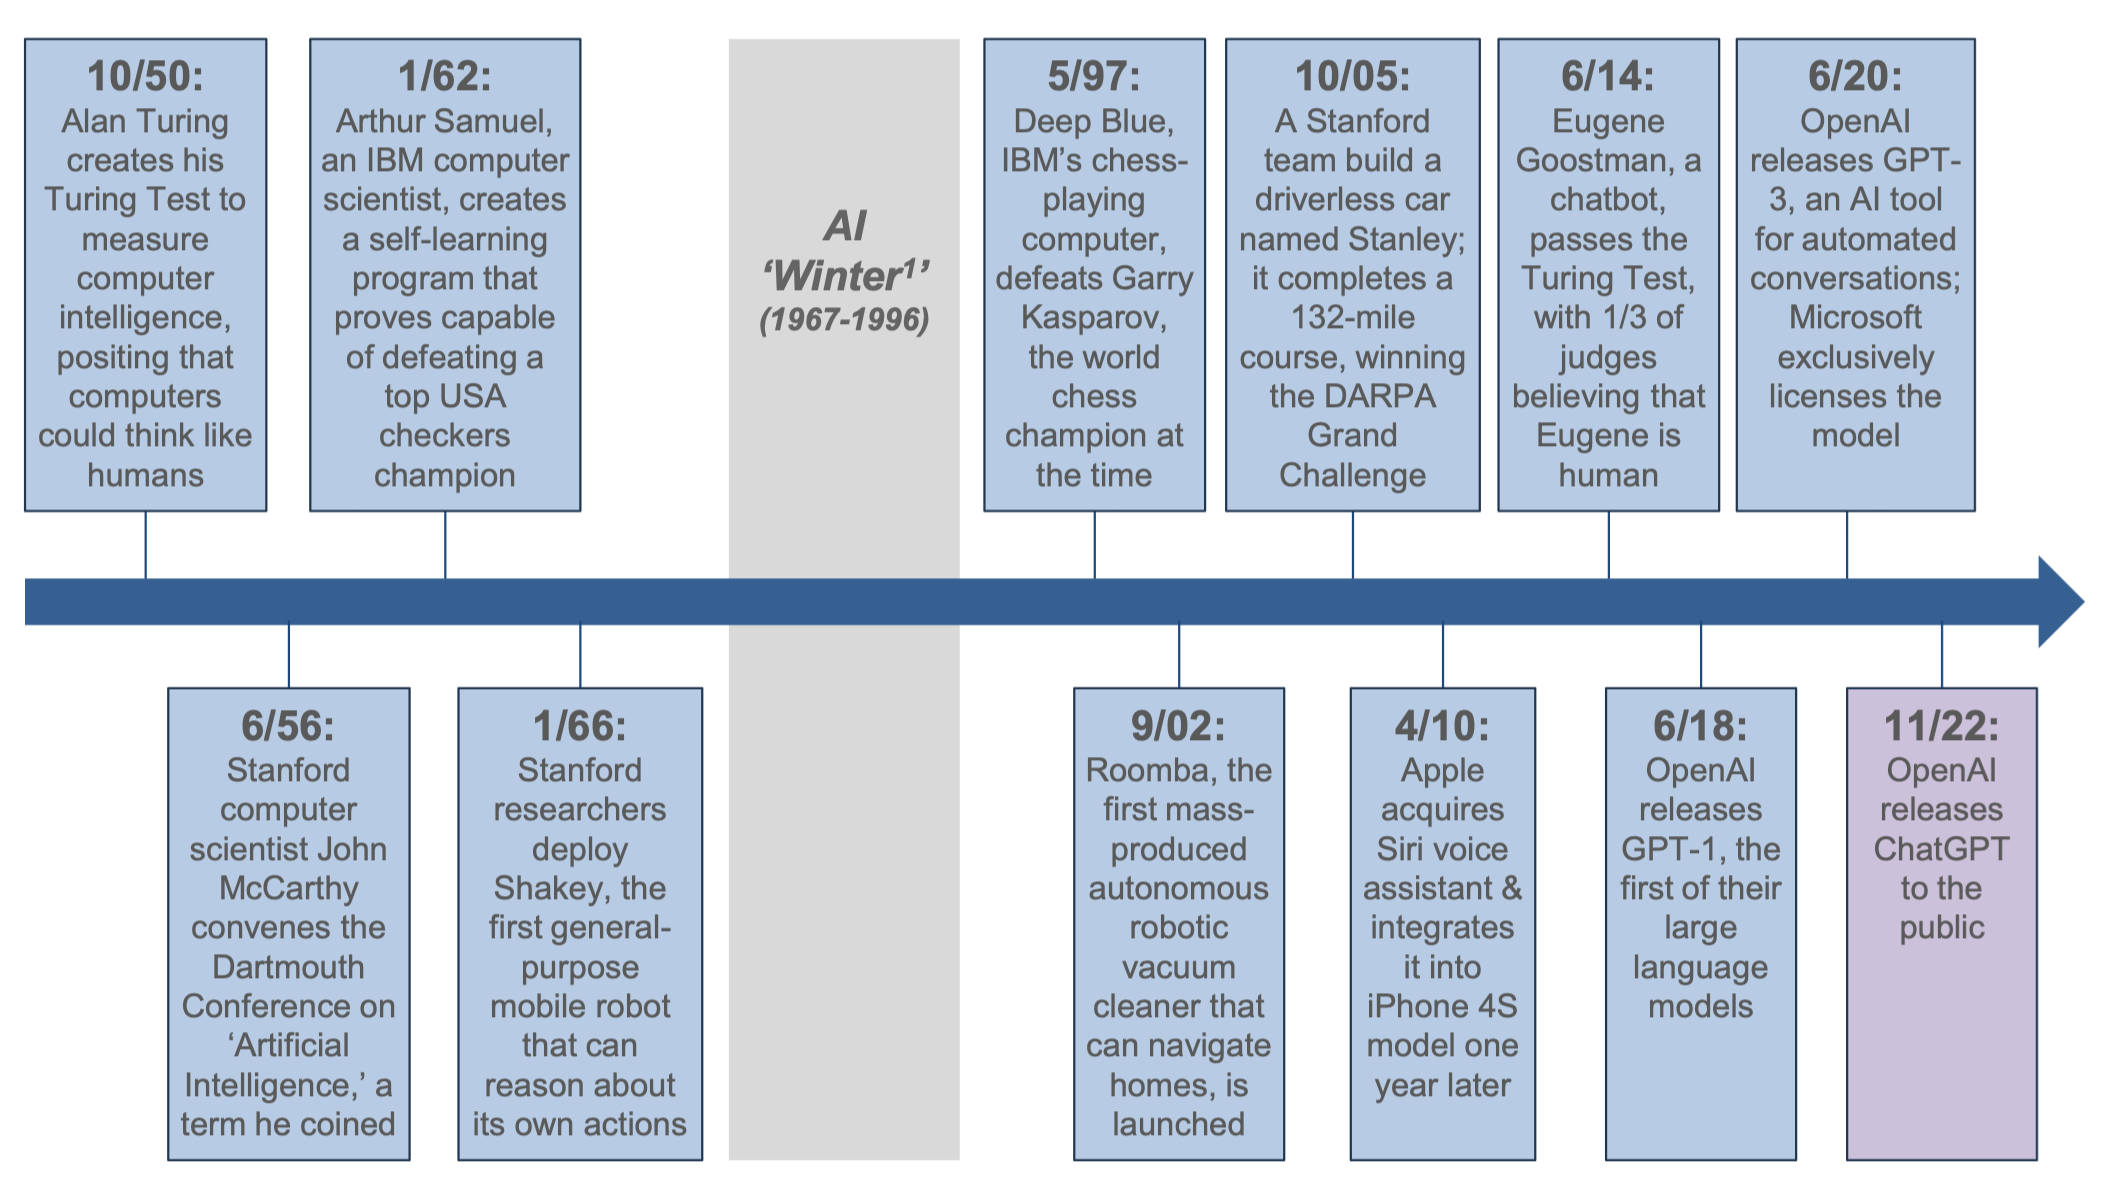 10/50:
Alan Turing
creates his
Turing Test to
measure
computer
intelligence,
positing that
computers
could think like
humans
1/62:
Arthur Samuel,
an IBM computer
scientist, creates
a self-learning
program that
proves capable
of defeating a
top USA
checkers
champion
AI
‘Winter¹’
(1967-1996)
5/97:
Deep Blue,
IBM’s chess-
playing
computer,
defeats Garry
Kasparov,
the world
chess
champion at
the time
10/05:
A Stanford
team build a
driverless car
named Stanley;
it completes a
132-mile
course, winning
the DARPA
Grand
Challenge
6/14:
Eugene
Goostman, a
chatbot,
passes the
Turing Test,
with 1/3 of
judges
believing that
Eugene is
human
6/20:
OpenAI
releases GPT-
3, an AI tool
for automated
conversations;
Microsoft
exclusively
licenses the
model
6/56:
Stanford
computer
scientist John
McCarthy
convenes the
Dartmouth
Conference on
‘Artificial
Intelligence,’ a
term he coined
1/66:
Stanford
researchers
deploy
Shakey, the
first general-
purpose
mobile robot
that can
reason about
its own actions
9/02:
Roomba, the
first mass-
produced
autonomous
robotic
vacuum
cleaner that
can navigate
homes, is
launched
4/10:
Apple
acquires
Siri voice
assistant &
integrates
it into
iPhone 4S
model one
year later
6/18:
OpenAI
releases
GPT-1, the
first of their
large
language
models
11/22:
OpenAI
releases
ChatGPT
to the
public